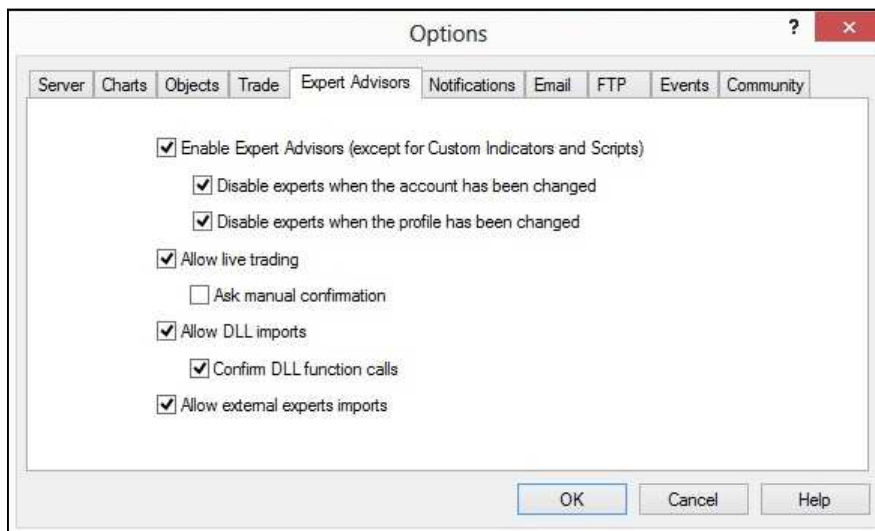 Options
?
Server Charts Objects Trade Expert Advisors Notifications Email FTP Events Community
Enable Expert Advisors (except for Custom Indicators and Scripts)
Disable experts when the account has been changed
Disable experts when the profile has been changed
Allow live trading
Ask manual confirmation
Allow DLL imports
Confirm DLL function calls
Allow external experts imports
OK Cancel Help